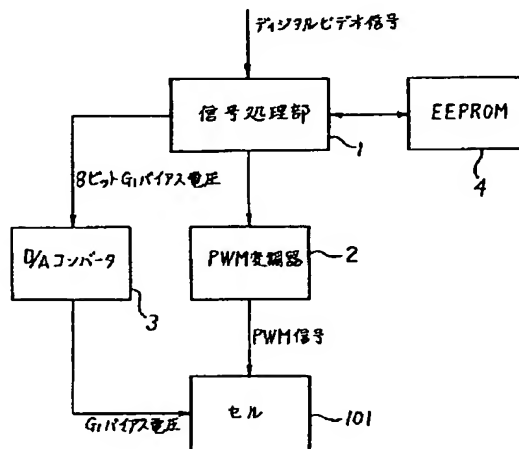 ディジタルビデオ信号
信号処理部
1
EEPROM
4
8ビットG1バイアス電圧
D/Aコンバータ
3
PWM変調器
2
PWM信号
G1バイアス電圧
セル
101